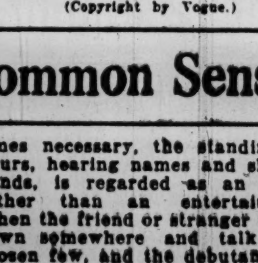 (Copyright by Vogue.)
ommon Sens
nes necessary, the standi
urs, hearing names and s
nds, is regarded as an
ther than an entertai
hen the friend or stranger
wn somewhere and talk
osen few, and the debutan